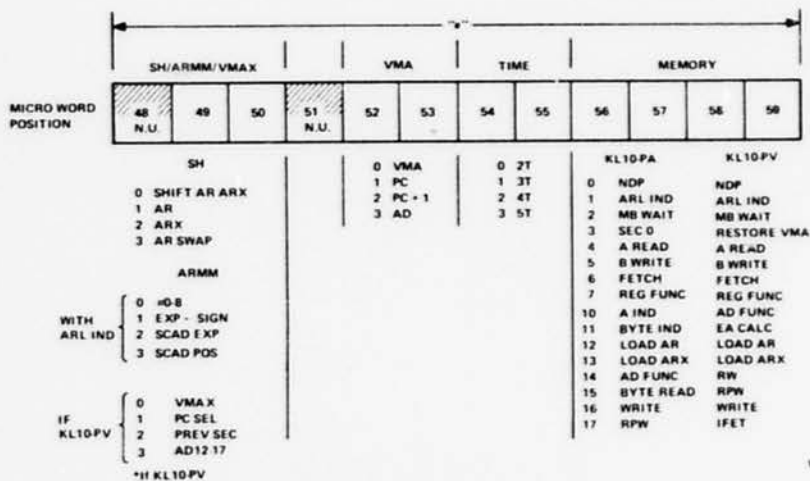 "."
SH/ARMM/VMAX VMA TIME MEMORY
MICRO WORD POSITION 48 N.U. 49 50 51 N.U. 52 53 54 55 56 57 58 59
SH
0 SHIFT AR ARX
1 AR
2 ARX
3 AR SWAP
ARMM
WITH ARL IND
0 =0-8
1 EXP - SIGN
2 SCAD EXP
3 SCAD POS
IF KL10-PV
0 VMAX
1 PC SEL
2 PREV SEC
3 AD12 17
*If KL10-PV
0 VMA
1 PC
2 PC + 1
3 AD
0 2T
1 3T
2 4T
3 5T
KL10-PA KL10-PV
0 NDP NDP
1 ARL IND ARL IND
2 MB WAIT MB WAIT
3 SEC 0 RESTORE VMA
4 A READ A READ
5 B WRITE B WRITE
6 FETCH FETCH
7 REG FUNC REG FUNC
10 A IND AD FUNC
11 BYTE IND EA CALC
12 LOAD AR LOAD AR
13 LOAD ARX LOAD ARX
14 AD FUNC RW
15 BYTE READ RPW
16 WRITE WRITE
17 RPW IFET